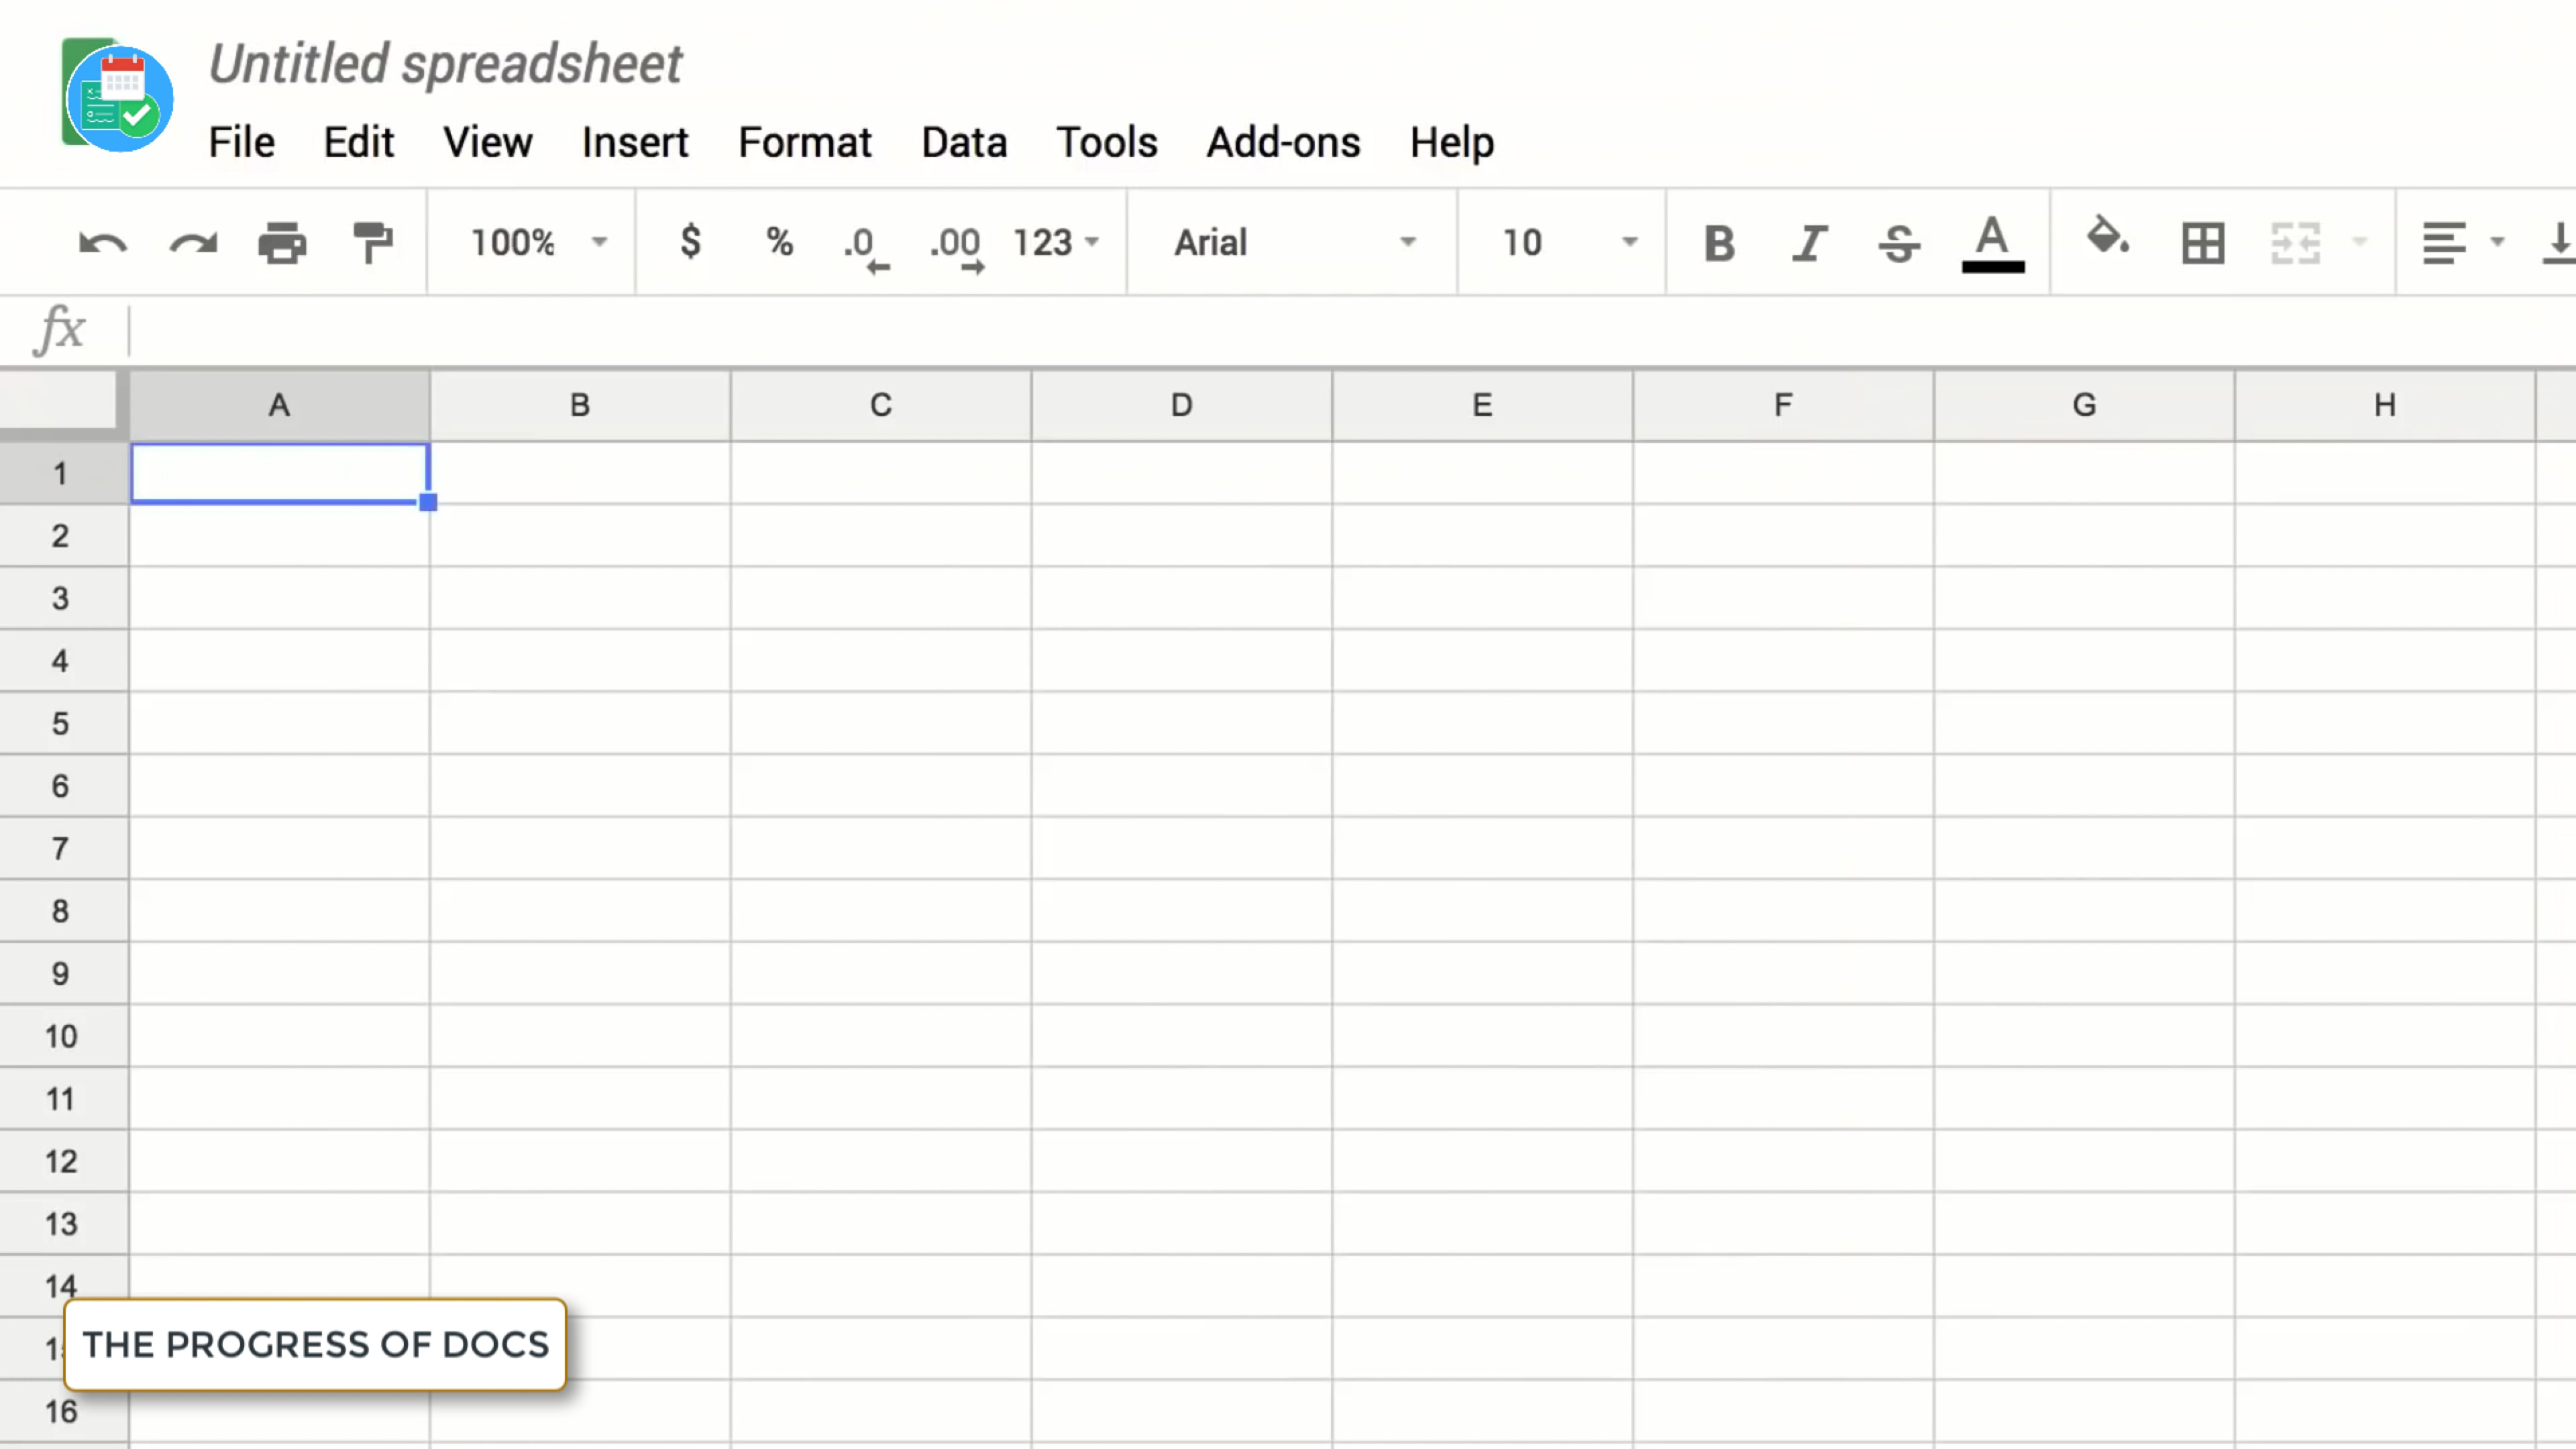 Untitled spreadsheet
File Edit View Insert Format Data Tools Add-ons Help
100% $ % .0 .00 123 Arial 10 B I S A
fx
A B C D E F G H
1
2
3
4
5
6
7
8
9
10
11
12
13
14
THE PROGRESS OF DOCS
16